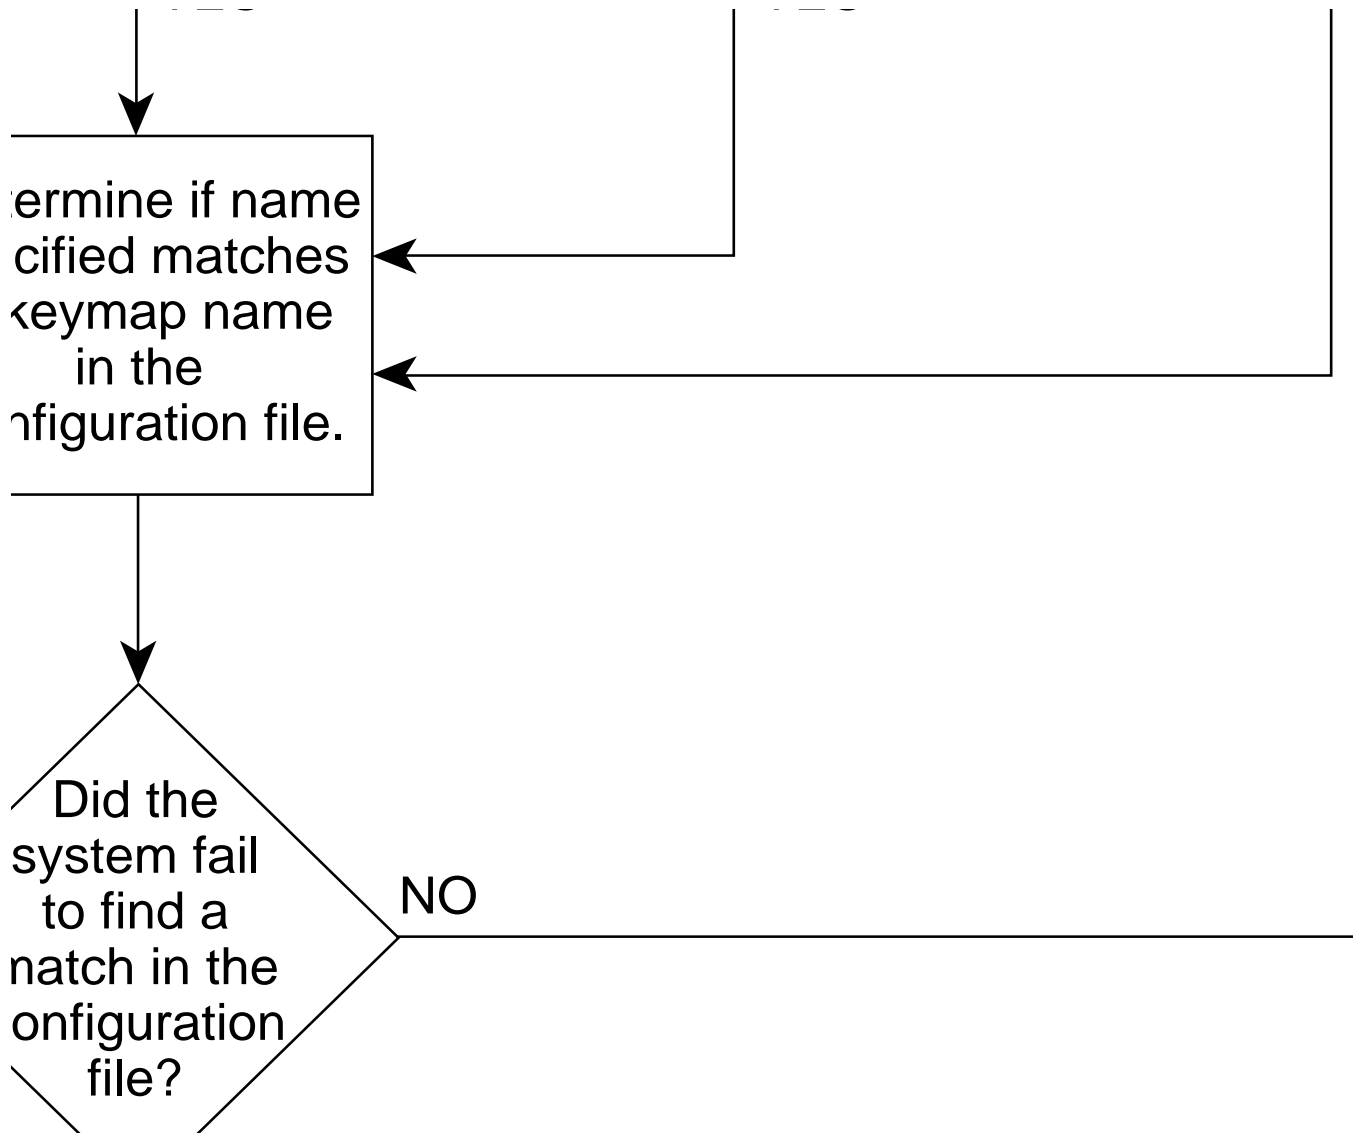 ermine if name
cified matches
keymap name
in the
nfiguration file.
Did the
system fail
to find a
match in the
onfiguration
file?
NO